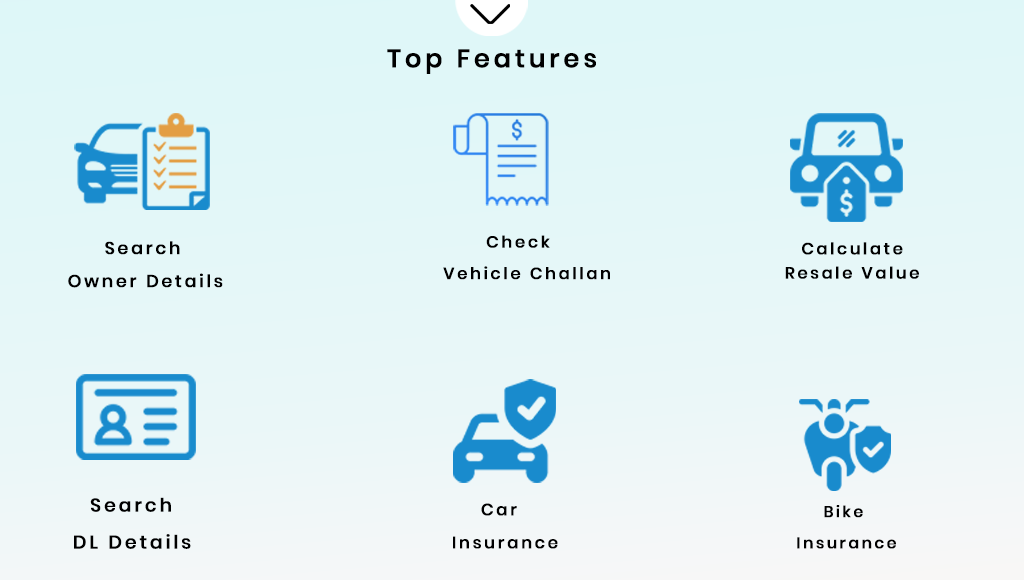 Top Features
Search
Owner Details
$
Check
Vehicle Challan
$
Calculate
Resale Value
Search
DL Details
Car
Insurance
Bike
Insurance